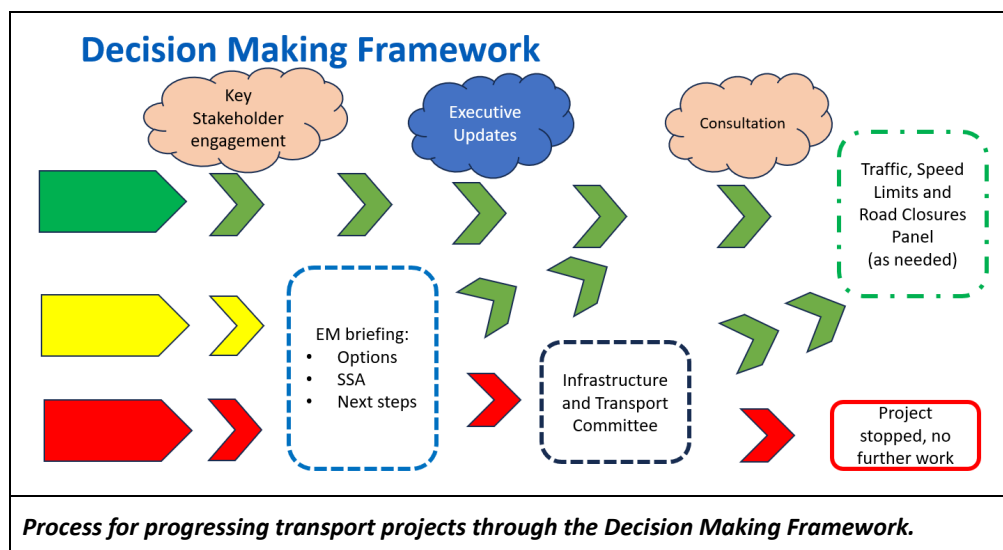 Decision Making Framework
Key
Stakeholder
engagement
Executive
Updates
Consultation
Traffic, Speed
Limits and
Road Closures
Panel
(as needed)
EM briefing:
• Options
• SSA
• Next steps
Infrastructure
and Transport
Committee
Project
stopped, no
further work
Process for progressing transport projects through the Decision Making Framework.